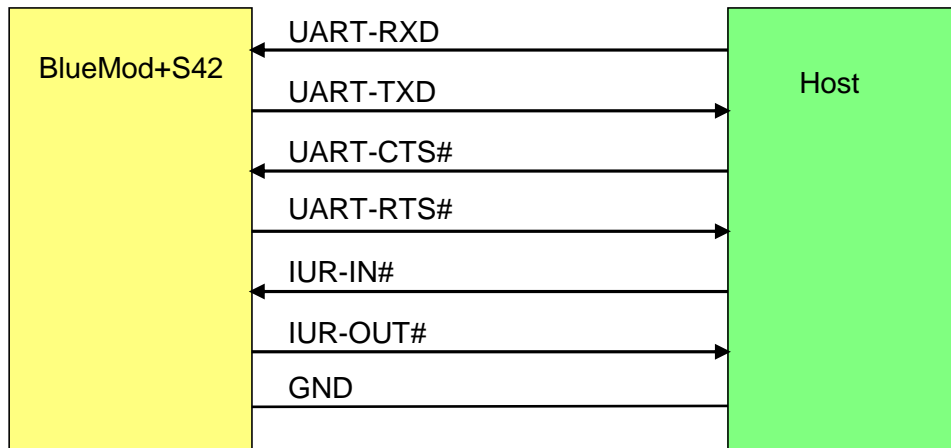 BlueMod+S42
Host
UART-RXD
UART-TXD
UART-CTS#
UART-RTS#
IUR-IN#
IUR-OUT#
GND